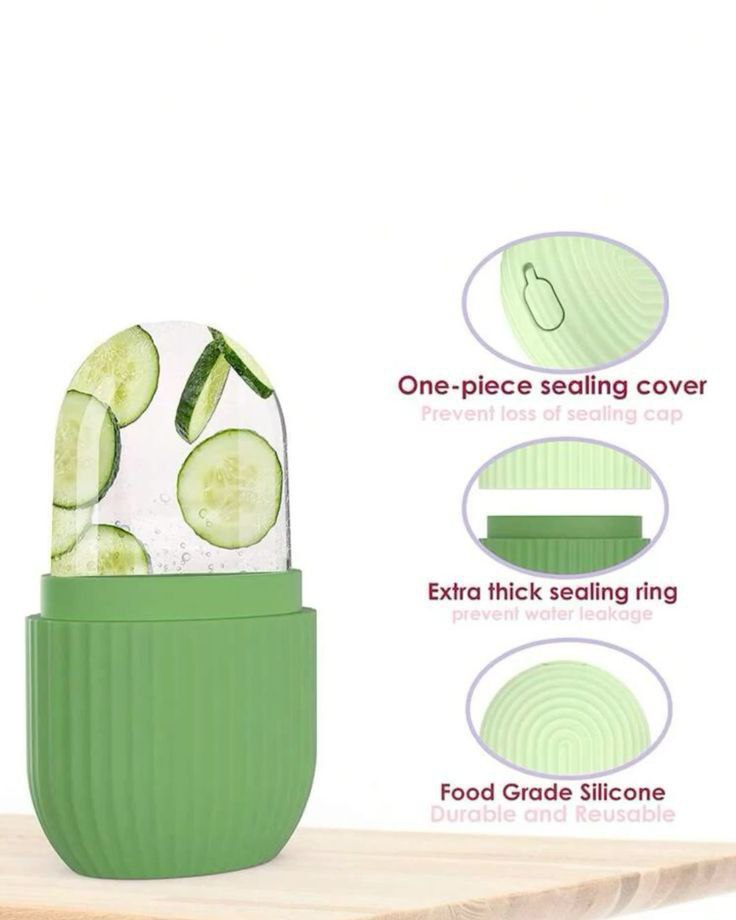 One-piece sealing cover
Prevent loss of sealing cap
Extra thick sealing ring
prevent water leakage
Food Grade Silicone
Durable and Reusable